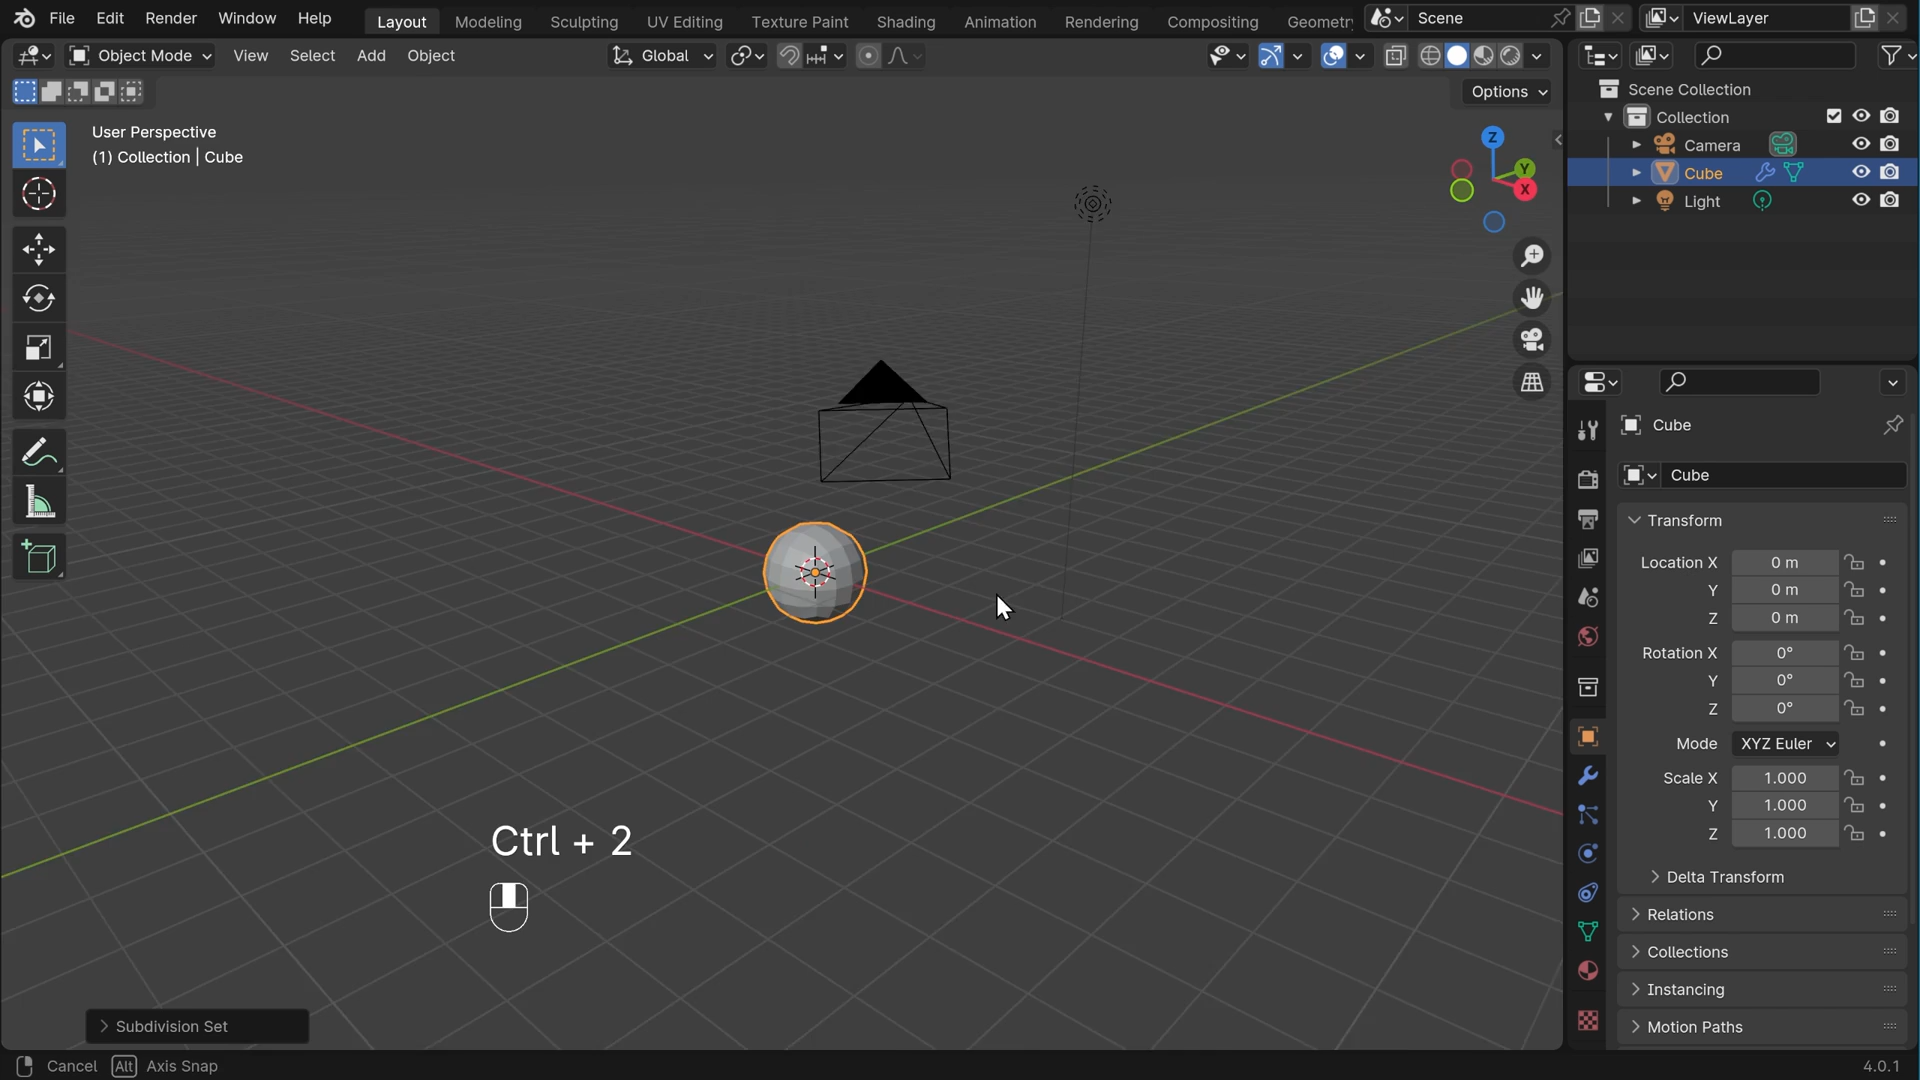 File Edit Render Window Help
Layout Modeling Sculpting UV Editing Texture Paint Shading Animation Rendering Compositing Geometry
Scene
ViewLayer
Object Mode View Select Add Object
Global
Options
User Perspective
(1) Collection | Cube
Z
Y
X
Scene Collection
Collection
Camera
Cube
Light
Cube
Cube
Transform
Location X 0 m
Y 0 m
Z 0 m
Rotation X 0°
Y 0°
Z 0°
Mode XYZ Euler
Scale X 1.000
Y 1.000
Z 1.000
Delta Transform
Relations
Collections
Instancing
Motion Paths
Ctrl + 2
Subdivision Set
Cancel Alt Axis Snap
4.0.1